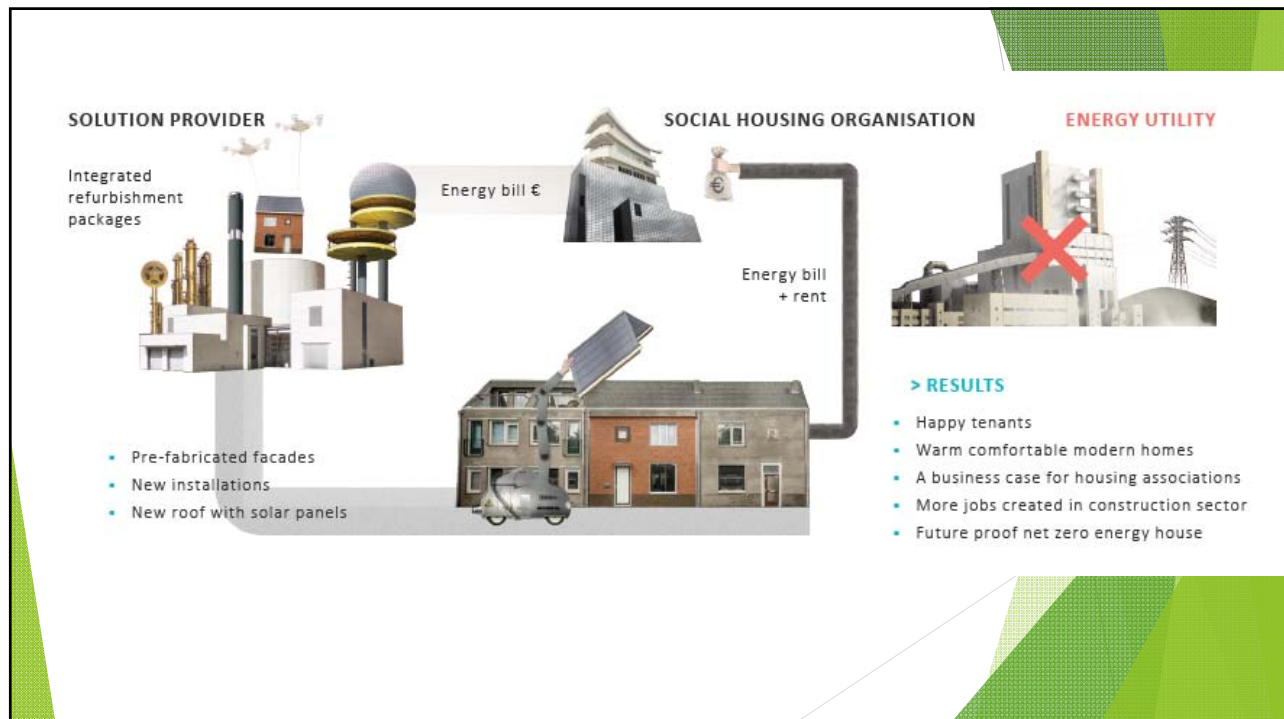 SOLUTION PROVIDER
Integrated
refurbishment
packages
Energy bill €
SOCIAL HOUSING ORGANISATION
€
Energy bill
+ rent
ENERGY UTILITY
▪ Pre-fabricated facades
▪ New installations
▪ New roof with solar panels
> RESULTS
▪ Happy tenants
▪ Warm comfortable modern homes
▪ A business case for housing associations
▪ More jobs created in construction sector
▪ Future proof net zero energy house